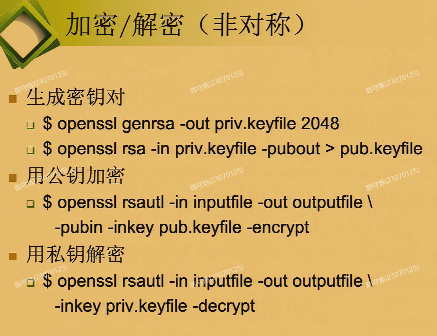 加密/解密（非对称）
生成密钥对
$ openssl genrsa -out priv.keyfile 2048
$ openssl rsa -in priv.keyfile -pubout > pub.keyfile
用公钥加密
$ openssl rsautl -in inputfile -out outputfile \
-pubin -inkey pub.keyfile -encrypt
用私钥解密
$ openssl rsautl -in inputfile -out outputfile \
-inkey priv.keyfile -decrypt